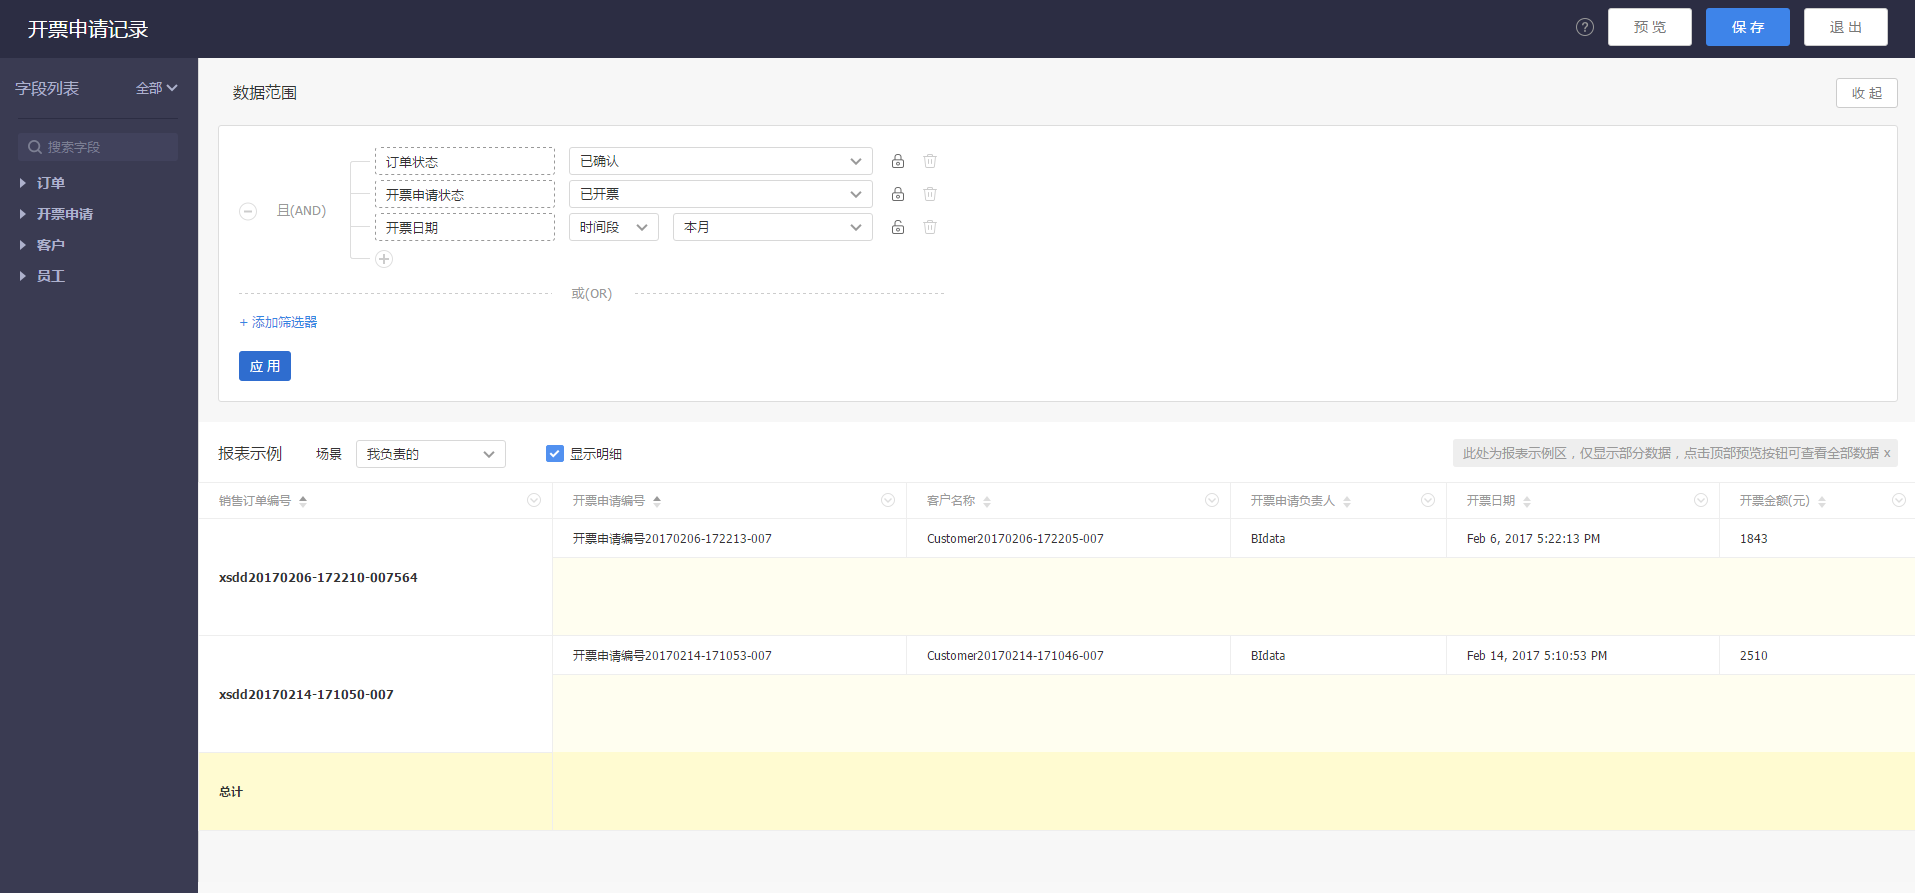 开票申请记录
? 预览 保存 退出
字段列表 全部
搜索字段
订单
开票申请
客户
员工
数据范围 收起
且(AND)
订单状态 已确认
开票申请状态 已开票
开票日期 时间段 本月
或(OR)
+ 添加筛选器
应用
报表示例 场景 我负责的 显示明细 此处为报表示例区，仅显示部分数据，点击顶部预览按钮可查看全部数据 x
销售订单编号 开票申请编号 客户名称 开票申请负责人 开票日期 开票金额(元)
xsdd20170206-172210-007564 开票申请编号20170206-172213-007 Customer20170206-172205-007 BIdata Feb 6, 2017 5:22:13 PM 1843
xsdd20170214-171050-007 开票申请编号20170214-171053-007 Customer20170214-171046-007 BIdata Feb 14, 2017 5:10:53 PM 2510
总计